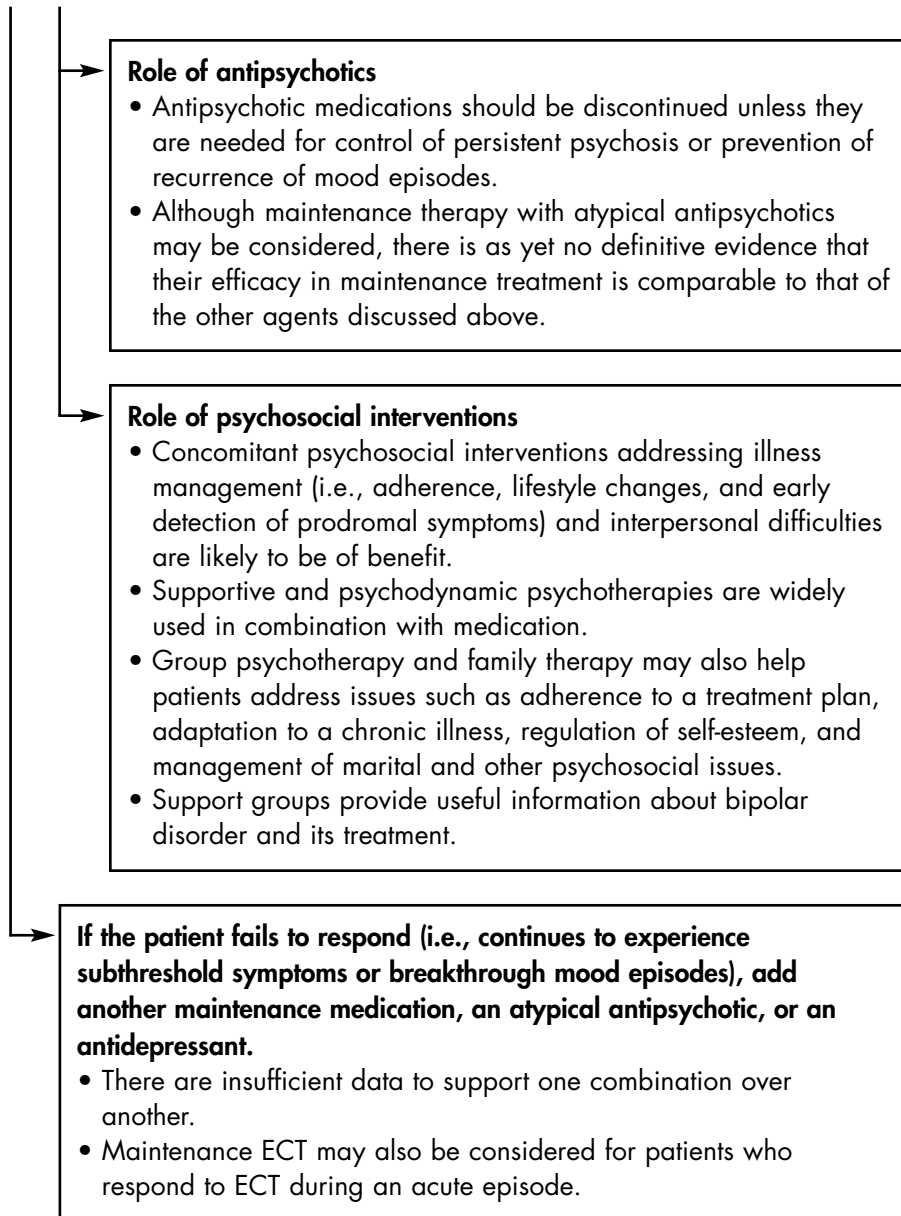 Role of antipsychotics
• Antipsychotic medications should be discontinued unless they
are needed for control of persistent psychosis or prevention of
recurrence of mood episodes.
• Although maintenance therapy with atypical antipsychotics
may be considered, there is as yet no definitive evidence that
their efficacy in maintenance treatment is comparable to that of
the other agents discussed above.
Role of psychosocial interventions
• Concomitant psychosocial interventions addressing illness
management (i.e., adherence, lifestyle changes, and early
detection of prodromal symptoms) and interpersonal difficulties
are likely to be of benefit.
• Supportive and psychodynamic psychotherapies are widely
used in combination with medication.
• Group psychotherapy and family therapy may also help
patients address issues such as adherence to a treatment plan,
adaptation to a chronic illness, regulation of self-esteem, and
management of marital and other psychosocial issues.
• Support groups provide useful information about bipolar
disorder and its treatment.
If the patient fails to respond (i.e., continues to experience
subthreshold symptoms or breakthrough mood episodes), add
another maintenance medication, an atypical antipsychotic, or an
antidepressant.
• There are insufficient data to support one combination over
another.
• Maintenance ECT may also be considered for patients who
respond to ECT during an acute episode.